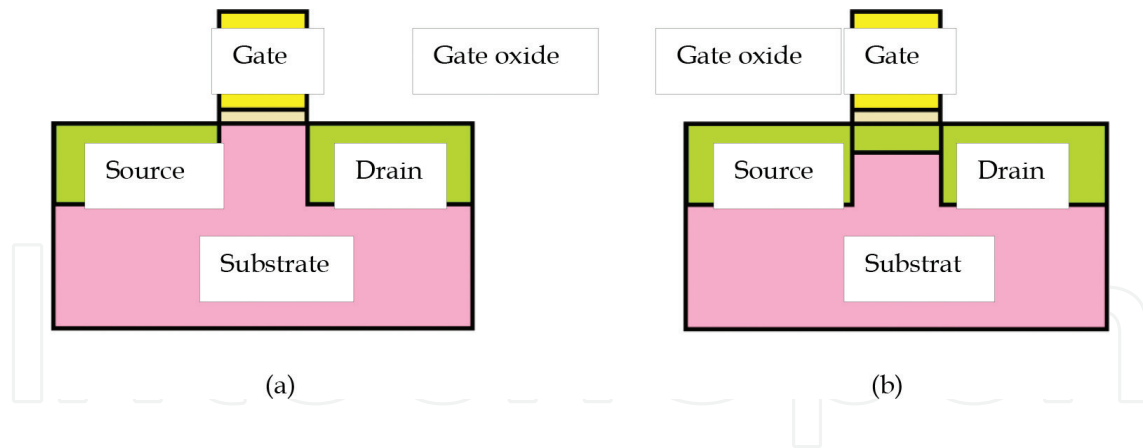 Gate
Gate oxide
Gate oxide
Gate
Source
Drain
Source
Drain
Substrate
Substrat
(a)
(b)